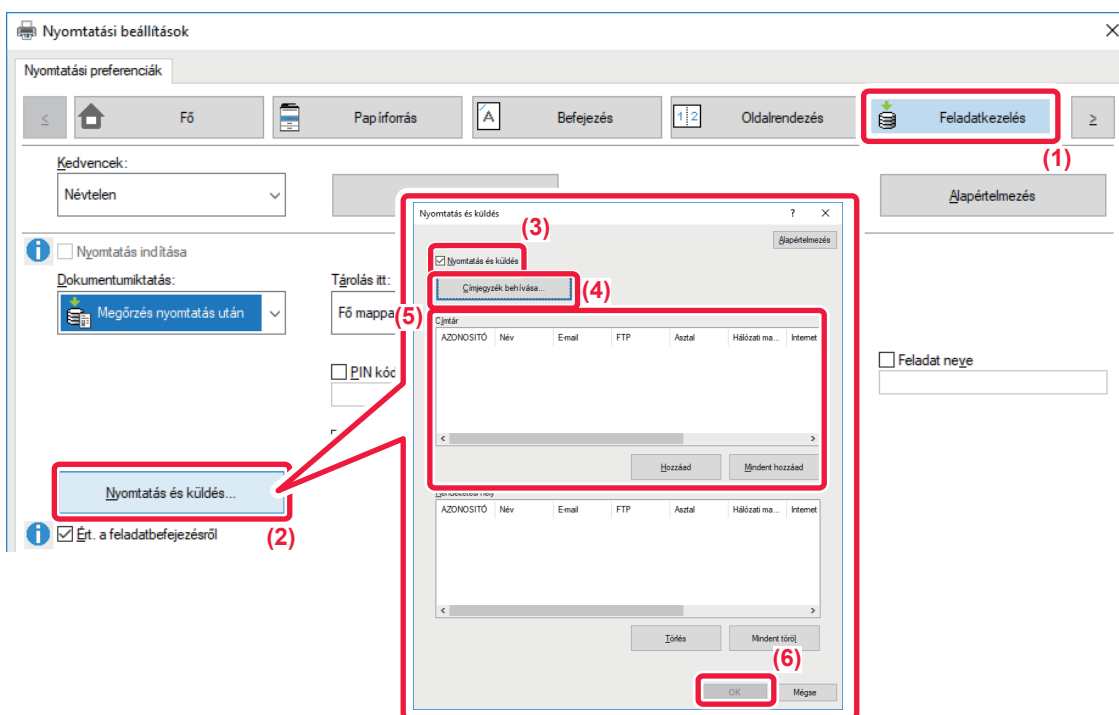 Nyomtatási beállítások
Nyomtatási preferenciák
Fő
Papírforrás
Befejezés
Oldalrendezés
Feladatkezelés
(1)
Kedvencek:
Névtelen
Alapértelmezés
Nyomtatás indítása
Dokumentumiktatás:
Megőrzés nyomtatás után
Tárolás itt:
Fő mappa
PIN kód
Feladat neve
Nyomtatás és küldés...
(2)
Ért. a feladatbefejezésről
Nyomtatás és küldés
(3)
Alapértelmezés
Nyomtatás és küldés
Címjegyzék behívása...
(4)
(5)
Címtár
AZONOSITÓ Név E-mail FTP Asztal Hálózati ma... Internet
Hozzáad
Mindent hozzáad
AZONOSITÓ Név E-mail FTP Asztal Hálózati ma... Internet
Törlés
Mindent töröl
(6)
OK
Mégse